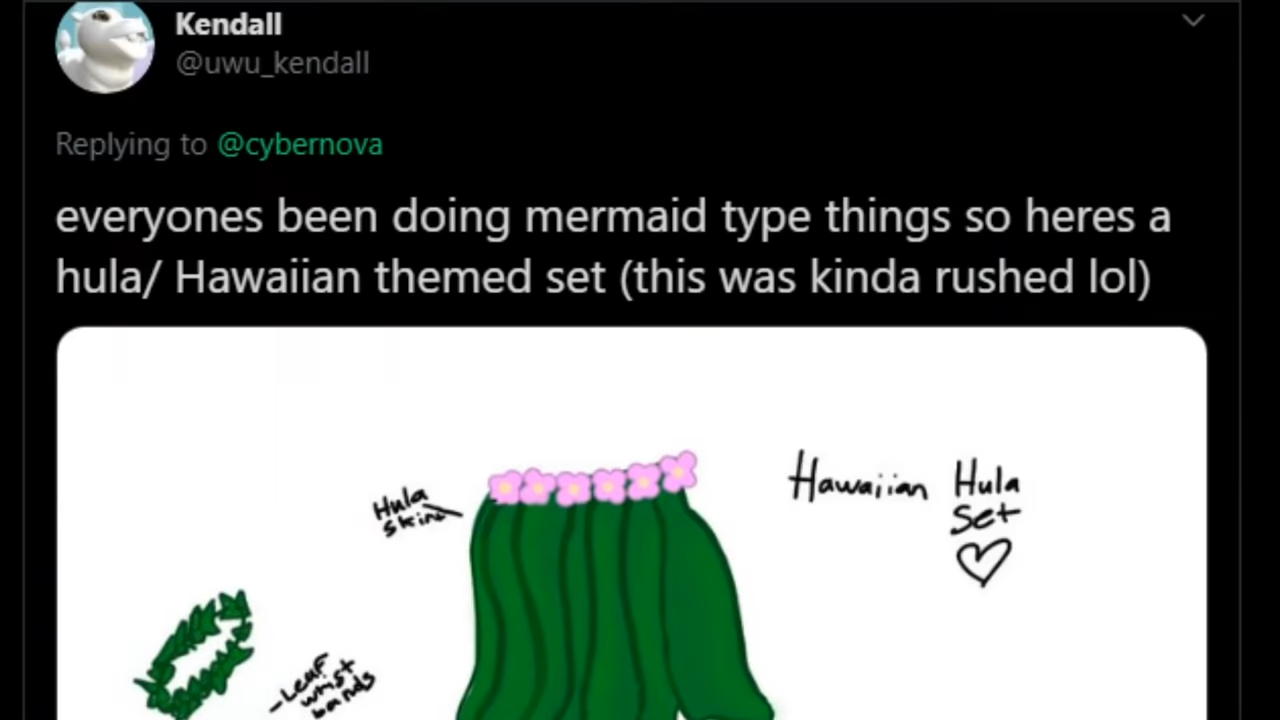 Kendall
@uwu_kendall
Replying to @cybernova
everyones been doing mermaid type things so heres a
hula/ Hawaiian themed set (this was kinda rushed lol)
Hawaiian Hula
Set
Hula
skirt
-Leaf
wrist
bands